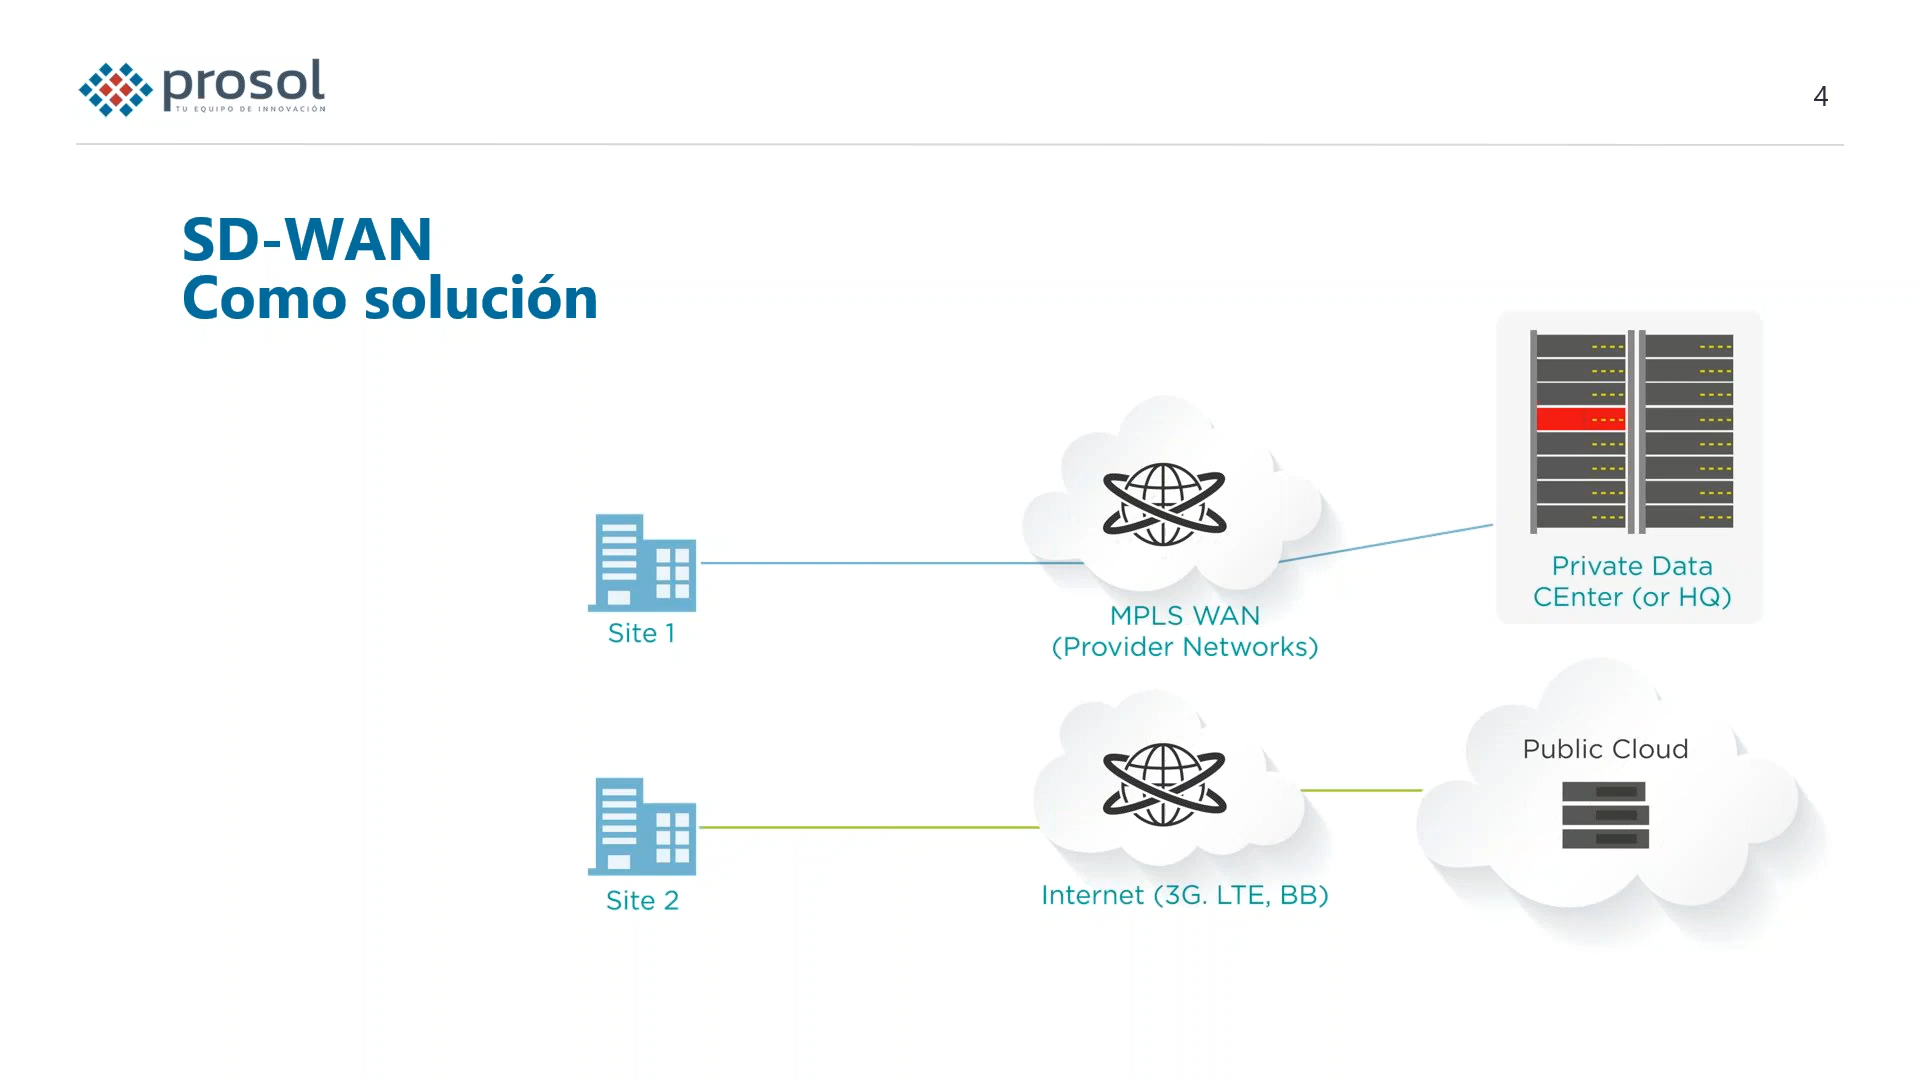 prosol
TU EQUIPO DE INNOVACIÓN
4
SD-WAN
Como solución
Private Data
CEnter (or HQ)
Site 1
MPLS WAN
(Provider Networks)
Public Cloud
Site 2
Internet (3G. LTE, BB)